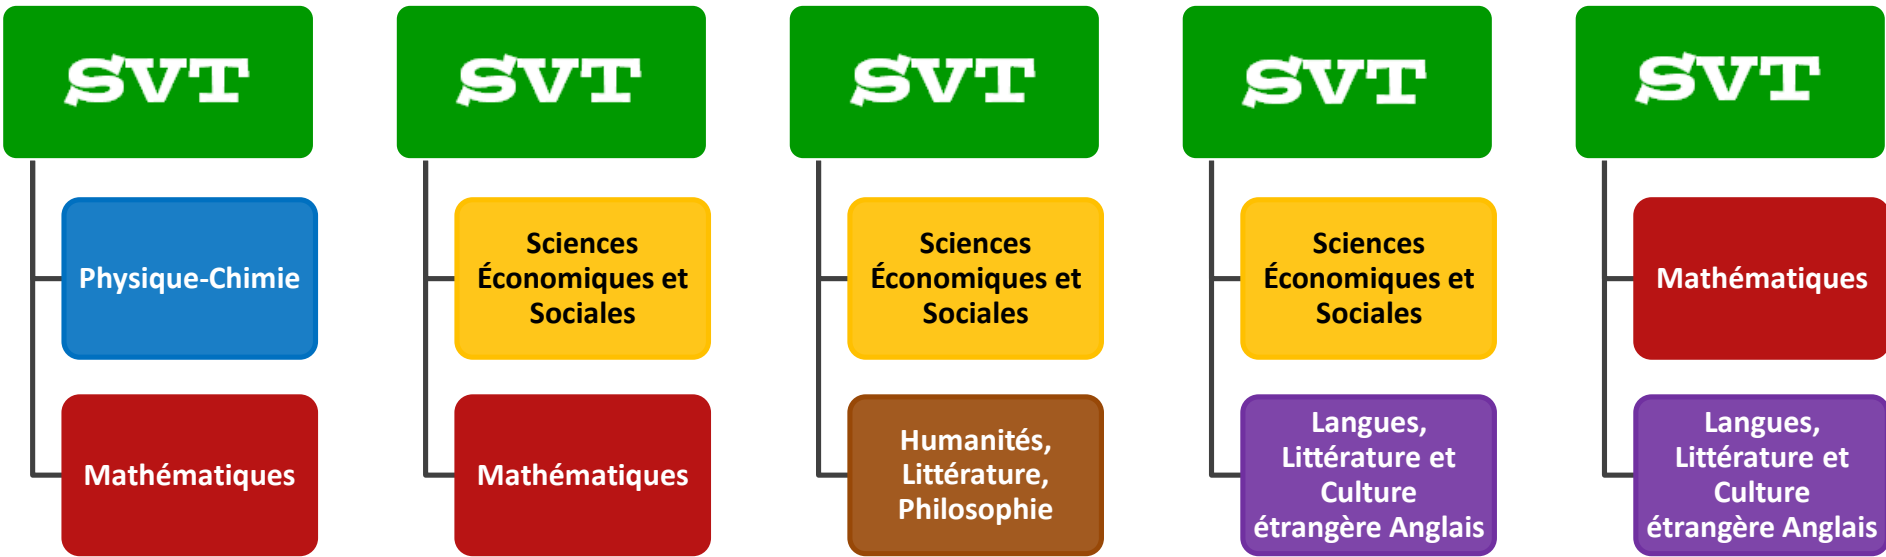 SVT
Physique-Chimie
Mathématiques
SVT
Sciences
Économiques et
Sociales
Mathématiques
SVT
Sciences
Économiques et
Sociales
Humanités,
Littérature,
Philosophie
SVT
Sciences
Économiques et
Sociales
Langues,
Littérature et
Culture
étrangère Anglais
SVT
Mathématiques
Langues,
Littérature et
Culture
étrangère Anglais